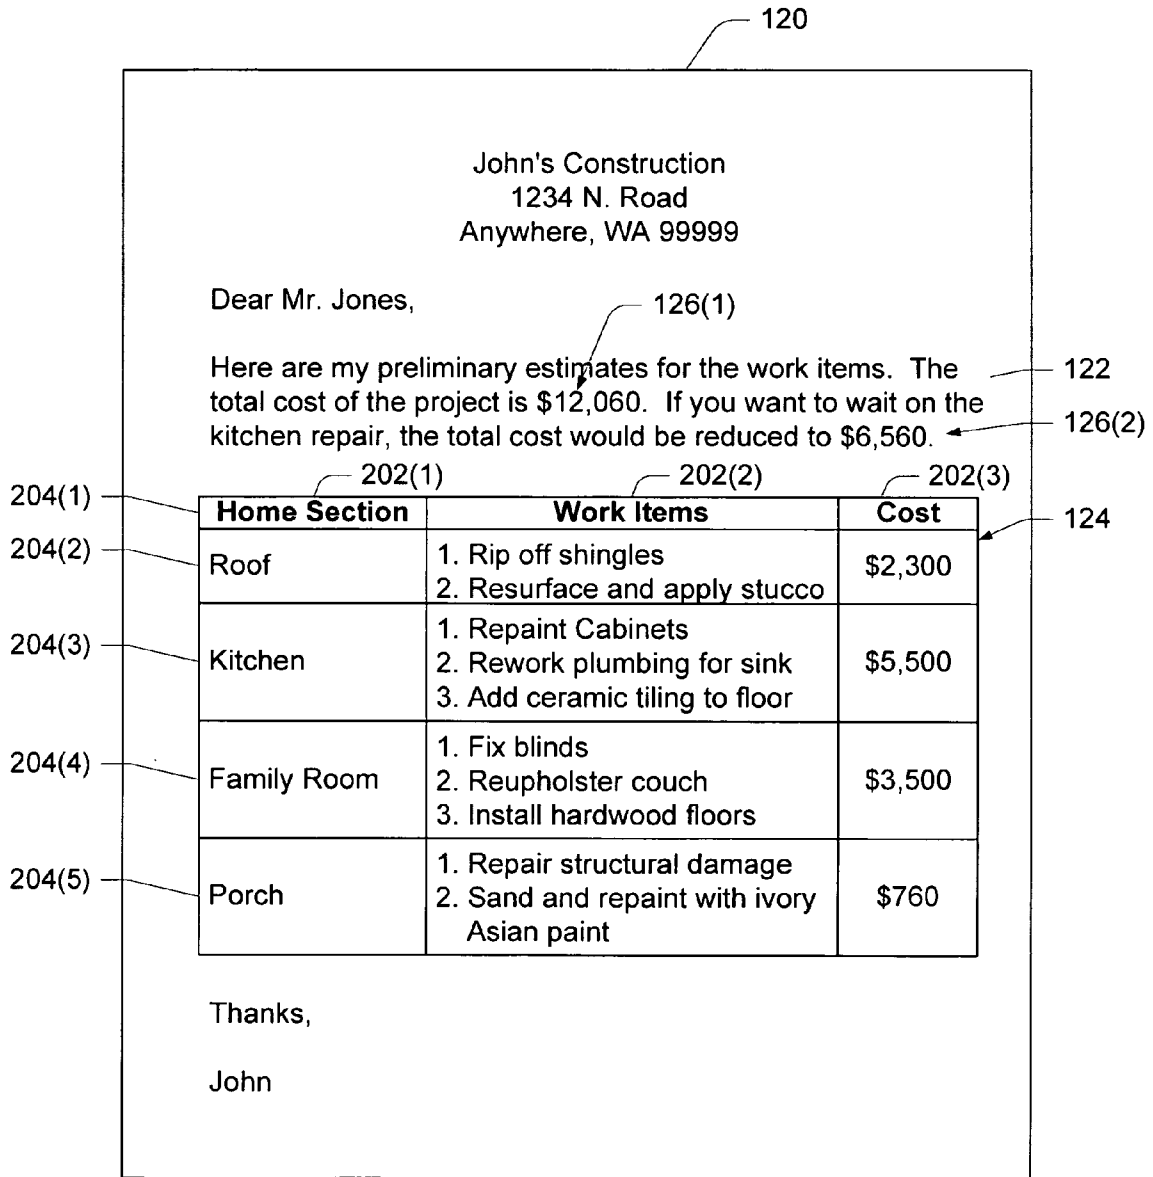 120
John's Construction
1234 N. Road
Anywhere, WA 99999
Dear Mr. Jones,
126(1)
Here are my preliminary estimates for the work items. The
122
total cost of the project is $12,060. If you want to wait on the
126(2)
kitchen repair, the total cost would be reduced to $6,560.
202(1)
202(2)
202(3)
204(1)
Home Section
Work Items
Cost
124
204(2)
Roof
1. Rip off shingles
2. Resurface and apply stucco
$2,300
204(3)
Kitchen
1. Repaint Cabinets
2. Rework plumbing for sink
3. Add ceramic tiling to floor
$5,500
204(4)
Family Room
1. Fix blinds
2. Reupholster couch
3. Install hardwood floors
$3,500
204(5)
Porch
1. Repair structural damage
2. Sand and repaint with ivory
Asian paint
$760
Thanks,
John